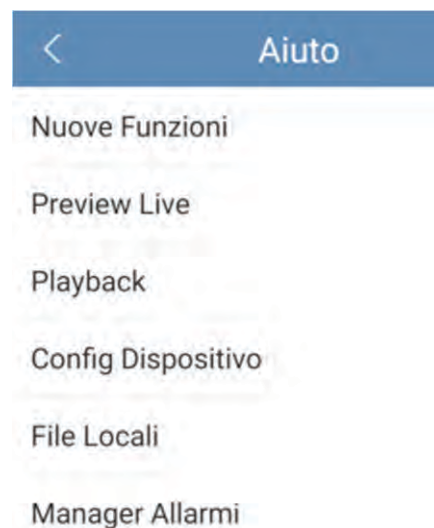 Aiuto
Nuove Funzioni
Preview Live
Playback
Config Dispositivo
File Locali
Manager Allarmi